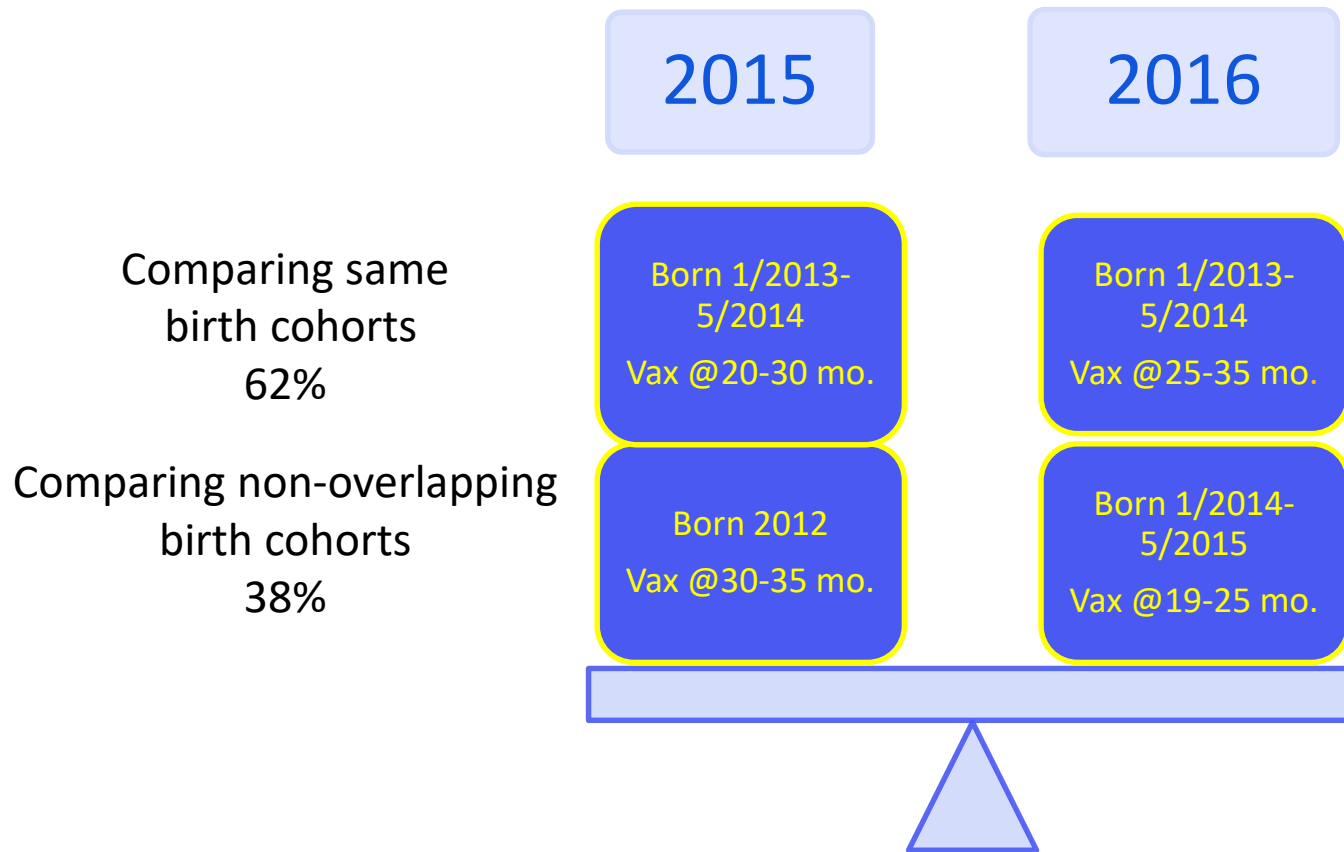 2015
2016
Comparing same
birth cohorts
62%
Born 1/2013-
5/2014
Vax @20-30 mo.
Born 1/2013-
5/2014
Vax @25-35 mo.
Comparing non-overlapping
birth cohorts
38%
Born 2012
Vax @30-35 mo.
Born 1/2014-
5/2015
Vax @19-25 mo.